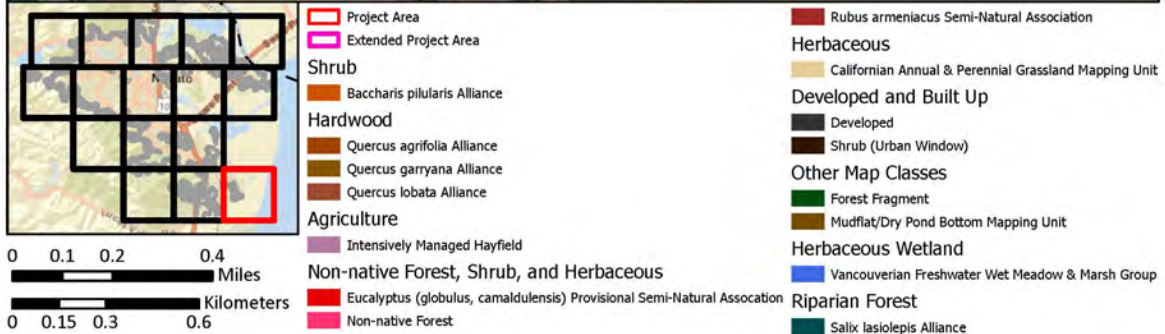 Project Area
Extended Project Area
Shrub
Baccharis pilularis Alliance
Hardwood
Quercus agrifolia Alliance
Quercus garryana Alliance
Quercus lobata Alliance
Agriculture
Intensively Managed Hayfield
Non-native Forest, Shrub, and Herbaceous
Eucalyptus (globulus, camaldulensis) Provisional Semi-Natural Assocation
Non-native Forest
Rubus armeniacus Semi-Natural Association
Herbaceous
Californian Annual & Perennial Grassland Mapping Unit
Developed and Built Up
Developed
Shrub (Urban Window)
Other Map Classes
Forest Fragment
Mudflat/Dry Pond Bottom Mapping Unit
Herbaceous Wetland
Vancouverian Freshwater Wet Meadow & Marsh Group
Riparian Forest
Salix lasiolepis Alliance
0 0.1 0.2 0.4
Miles
Kilometers
0 0.15 0.3 0.6